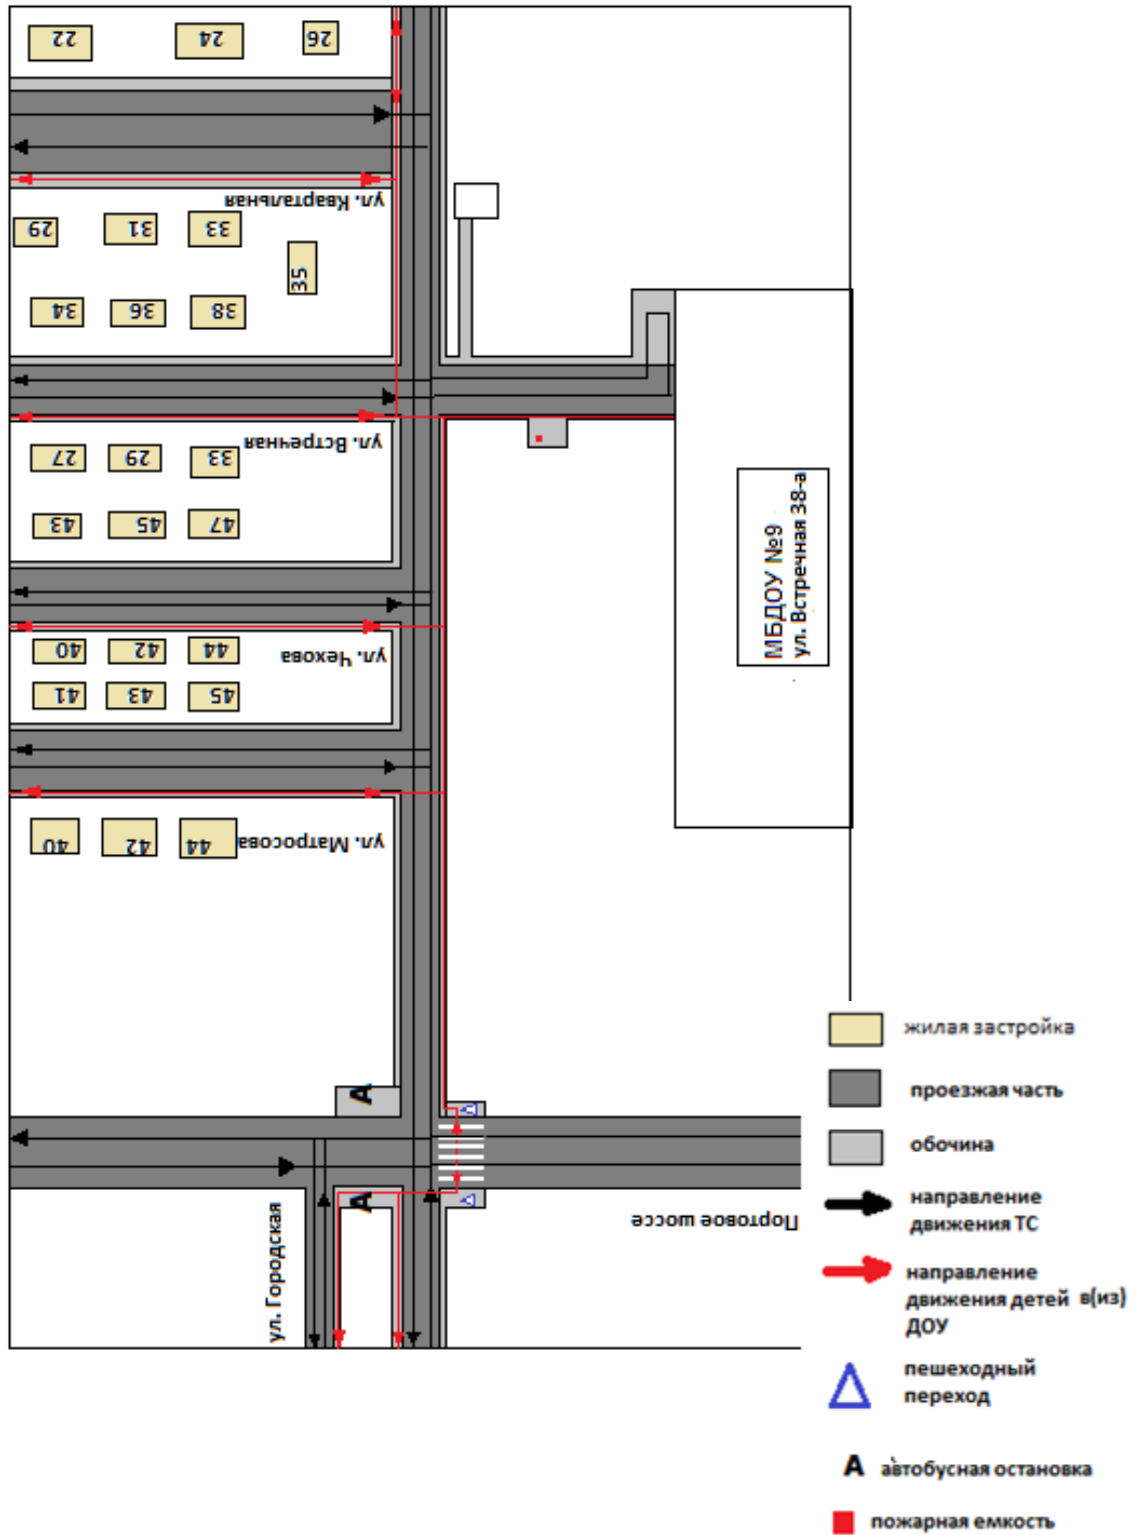 22
24
26
ул. Квартальная
29
31
33
35
34
36
38
ул. Встречная
27
29
33
43
45
47
МБДОУ №9
ул. Встречная 38-а
40
42
44
ул. Чехова
41
43
45
40
42
44
ул. Матросова
А
А
ул. Городская
Портовое шоссе
жилая застройка
проезжая часть
обочина
направление
движения ТС
направление
движения детей в(из)
ДОУ
пешеходный
переход
А автобусная остановка
пожарная емкость